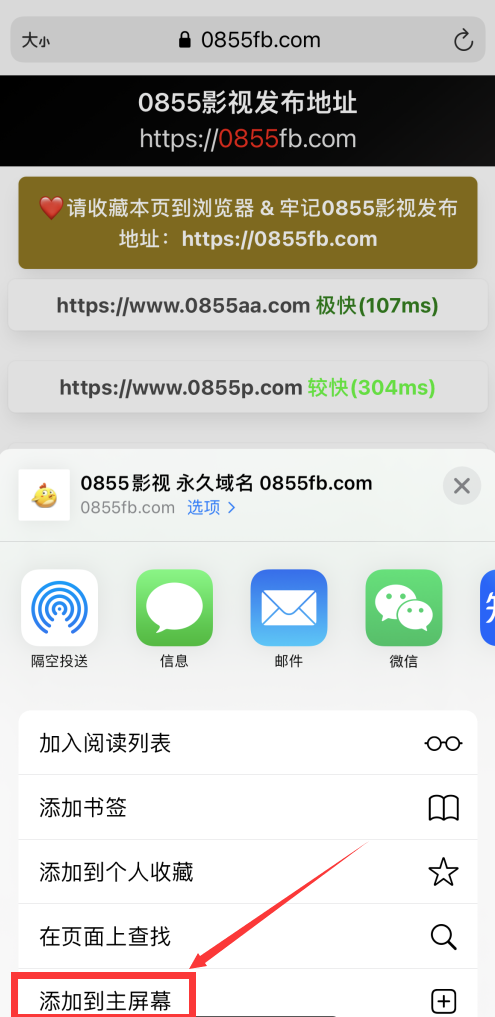 大小 0855fb.com
0855影视发布地址
https://0855fb.com
❤️请收藏本页到浏览器 & 牢记0855影视发布
地址：https://0855fb.com
https://www.0855aa.com 极快(107ms)
https://www.0855p.com 较快(304ms)
0855影视 永久域名 0855fb.com
0855fb.com 选项 >
隔空投送 信息 邮件 微信
加入阅读列表
添加书签
添加到个人收藏
在页面上查找
添加到主屏幕